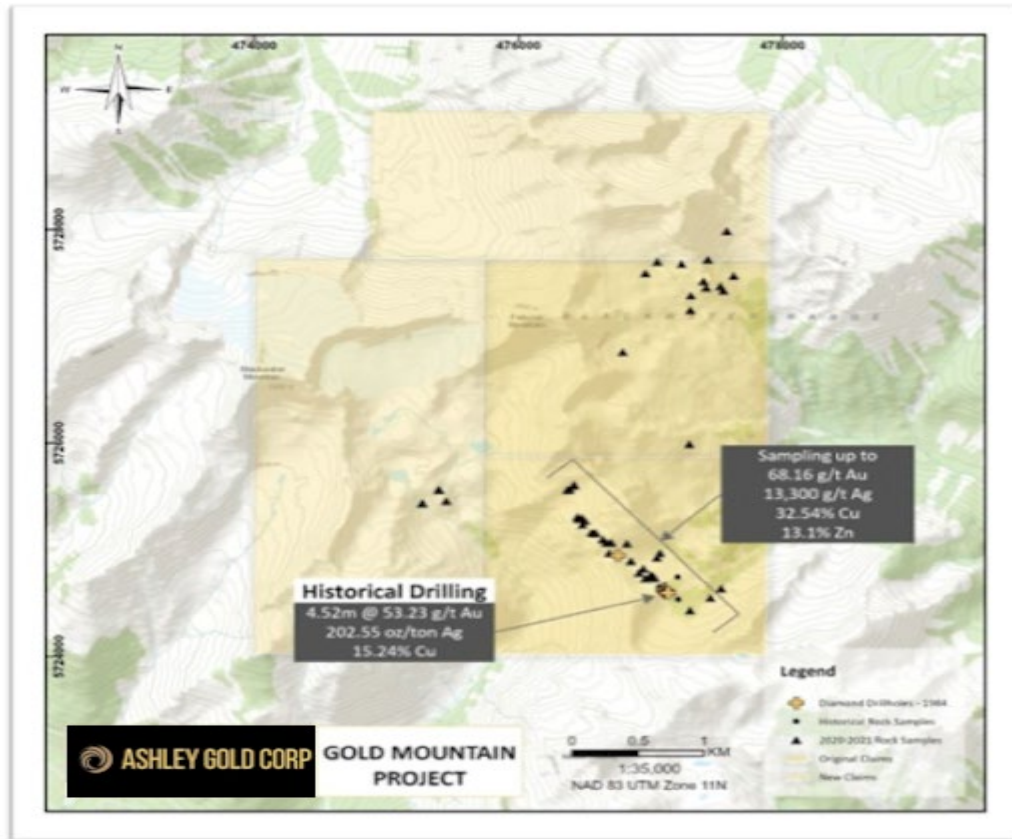 474000
476000
478000
N
W
E
S
5728000
5726000
5724000
Sampling up to
68.16 g/t Au
13,300 g/t Ag
32.54% Cu
13.1% Zn
Historical Drilling
4.52m @ 53.23 g/t Au
202.55 oz/ton Ag
15.24% Cu
Legend
Diamond Drillholes - 1984
Historical Rock Samples
2020-2021 Rock Samples
Original Claims
New Claims
ASHLEY GOLD CORP
GOLD MOUNTAIN
PROJECT
0 0.5 1
KM
1:35,000
NAD 83 UTM Zone 11N